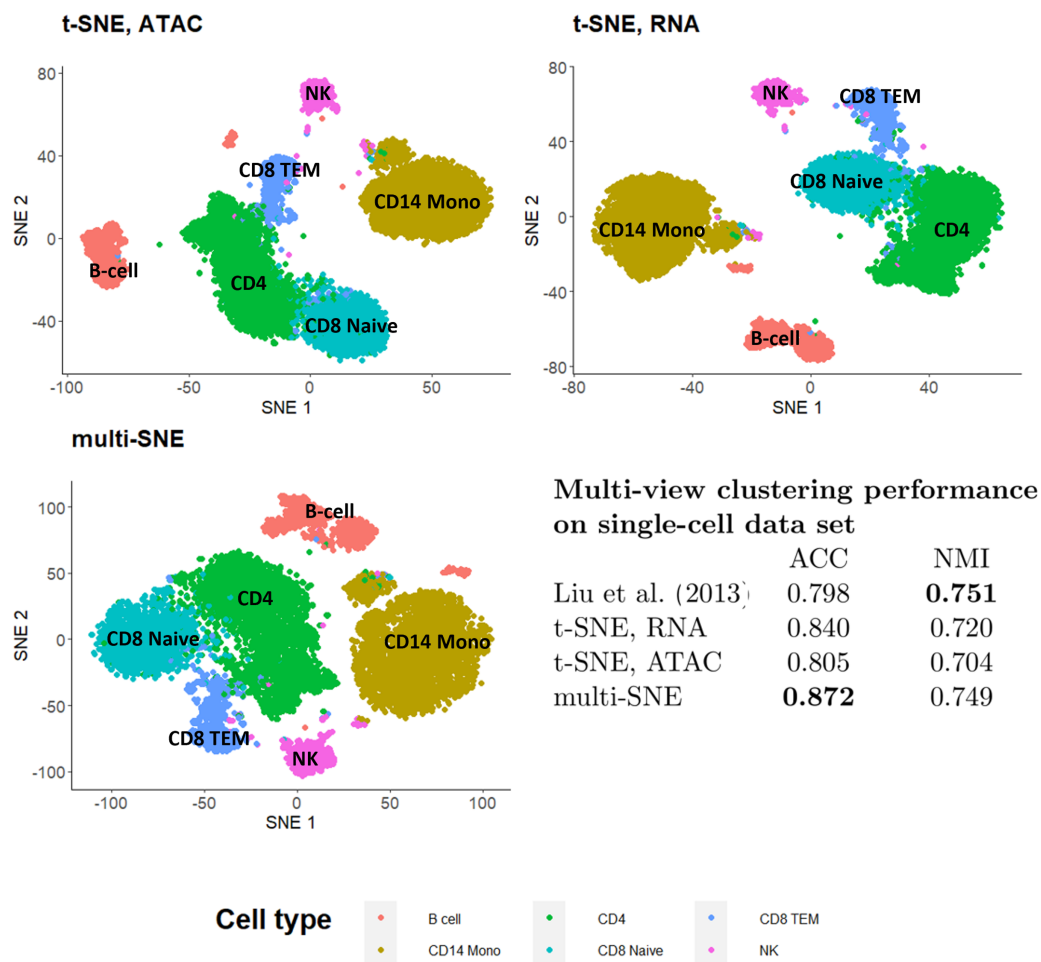 t-SNE, ATAC
80
40
0
-40
-100
-50
0
50
SNE 1
SNE 2
NK
CD8 TEM
CD14 Mono
B-cell
CD4
CD8 Naive
t-SNE, RNA
80
40
0
-40
-80
-80
-40
0
40
SNE 1
SNE 2
NK
CD8 TEM
CD8 Naive
CD14 Mono
CD4
B-cell
multi-SNE
100
50
0
-50
-100
-100
-50
0
50
100
SNE 1
SNE 2
B-cell
CD4
CD8 Naive
CD14 Mono
CD8 TEM
NK
Multi-view clustering performance
on single-cell data set
ACC NMI
Liu et al. (2013) 0.798 0.751
t-SNE, RNA 0.840 0.720
t-SNE, ATAC 0.805 0.704
multi-SNE 0.872 0.749
Cell type
B cell CD4 CD8 TEM
CD14 Mono CD8 Naive NK